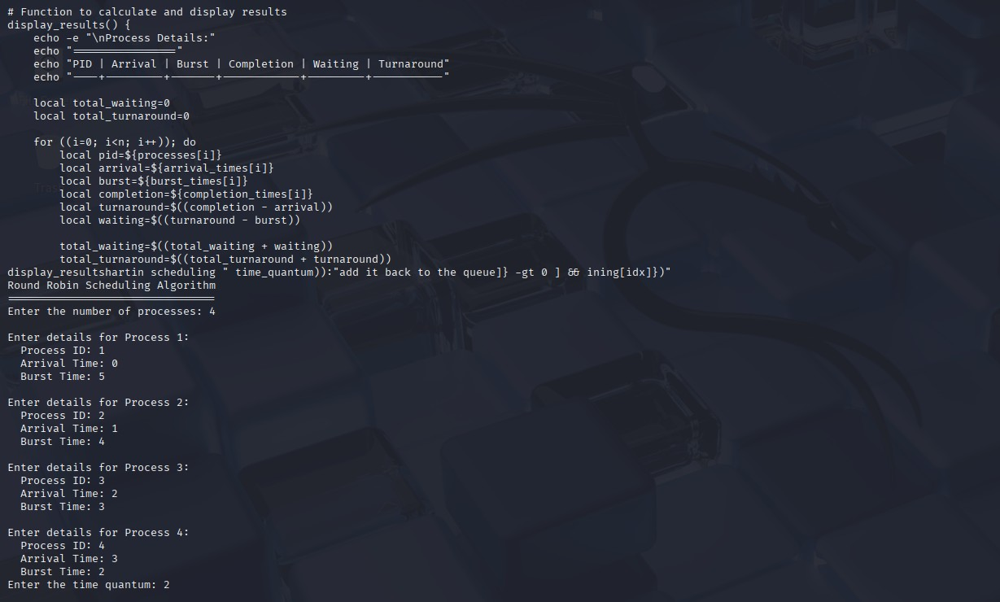 # Function to calculate and display results
display_results() {
    echo -e "\nProcess Details:"
    echo "================"
    echo "PID | Arrival | Burst | Completion | Waiting | Turnaround"
    echo "----+---------+-------+------------+---------+-----------"

    local total_waiting=0
    local total_turnaround=0

    for ((i=0; i<n; i++)); do
        local pid=${processes[i]}
        local arrival=${arrival_times[i]}
        local burst=${burst_times[i]}
        local completion=${completion_times[i]}
        local turnaround=$((completion - arrival))
        local waiting=$((turnaround - burst))

        total_waiting=$((total_waiting + waiting))
        total_turnaround=$((total_turnaround + turnaround))
display_resultshartin scheduling " time_quantum)):"add it back to the queue]} -gt 0 ] && ining[idx]})"
Round Robin Scheduling Algorithm
================================
Enter the number of processes: 4

Enter details for Process 1:
  Process ID: 1
  Arrival Time: 0
  Burst Time: 5

Enter details for Process 2:
  Process ID: 2
  Arrival Time: 1
  Burst Time: 4

Enter details for Process 3:
  Process ID: 3
  Arrival Time: 2
  Burst Time: 3

Enter details for Process 4:
  Process ID: 4
  Arrival Time: 3
  Burst Time: 2
Enter the time quantum: 2